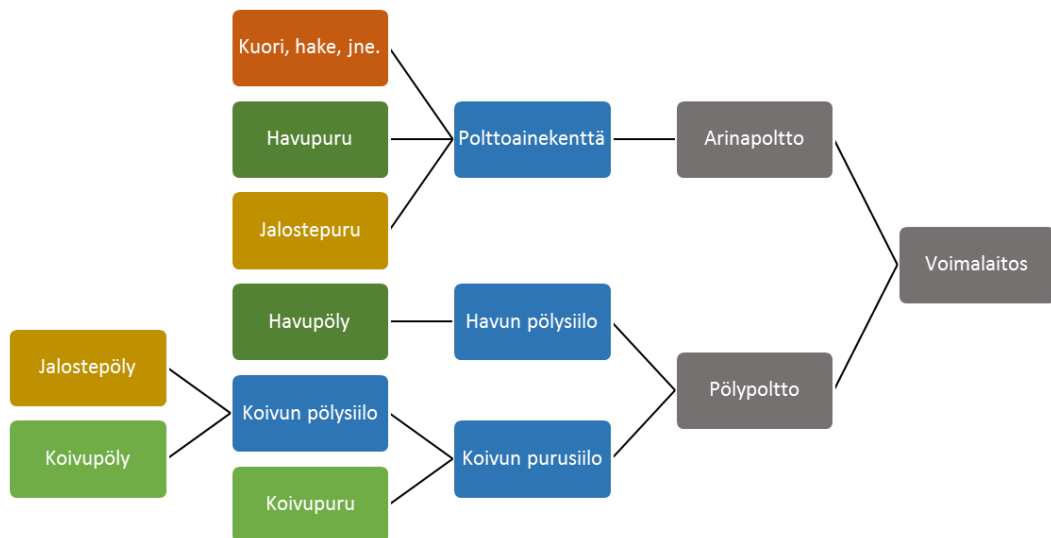 Kuori, hake, jne.
Havupuru
Polttoainekenttä
Arinapoltto
Jalostepuru
Voimalaitos
Havupöly
Havun pölysiilo
Jalostepöly
Pölypoltto
Koivun pölysiilo
Koivupöly
Koivun purusiilo
Koivupuru